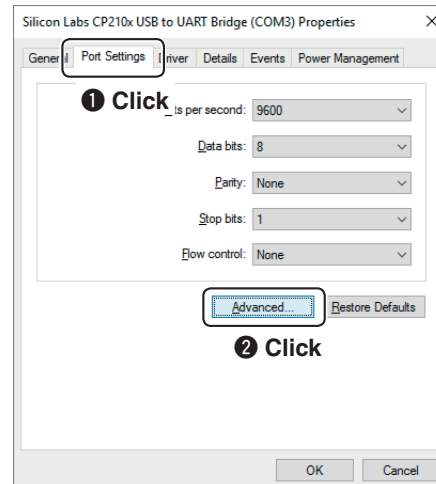 Silicon Labs CP210x USB to UART Bridge (COM3) Properties
General Port Settings Driver Details Events Power Management
❶ Click
ts per second: 9600
Data bits: 8
Parity: None
Stop bits: 1
Flow control: None
Advanced... Restore Defaults
❷ Click
OK Cancel